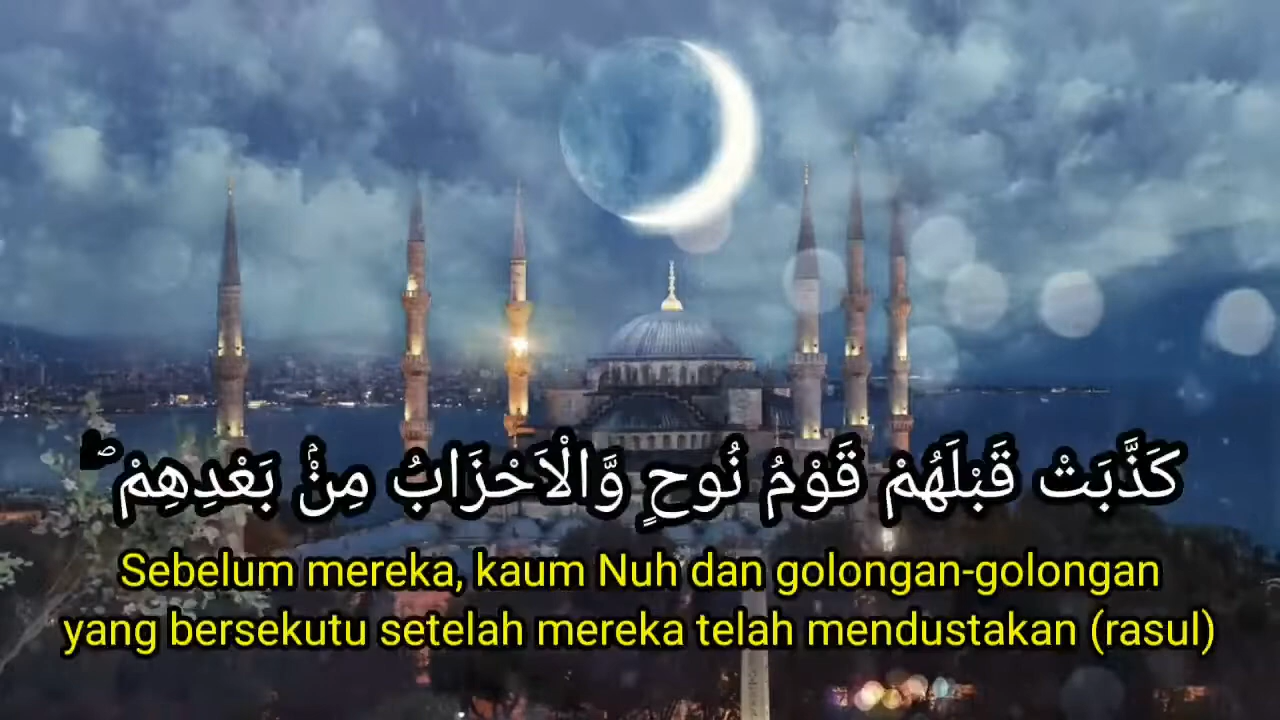 كَذَّبَتْ قَبْلَهُمْ قَوْمُ نُوحٍ وَّالْاَحْزَابُ مِنْۢ بَعْدِهِمْ ۖ
Sebelum mereka, kaum Nuh dan golongan-golongan
yang bersekutu setelah mereka telah mendustakan (rasul)